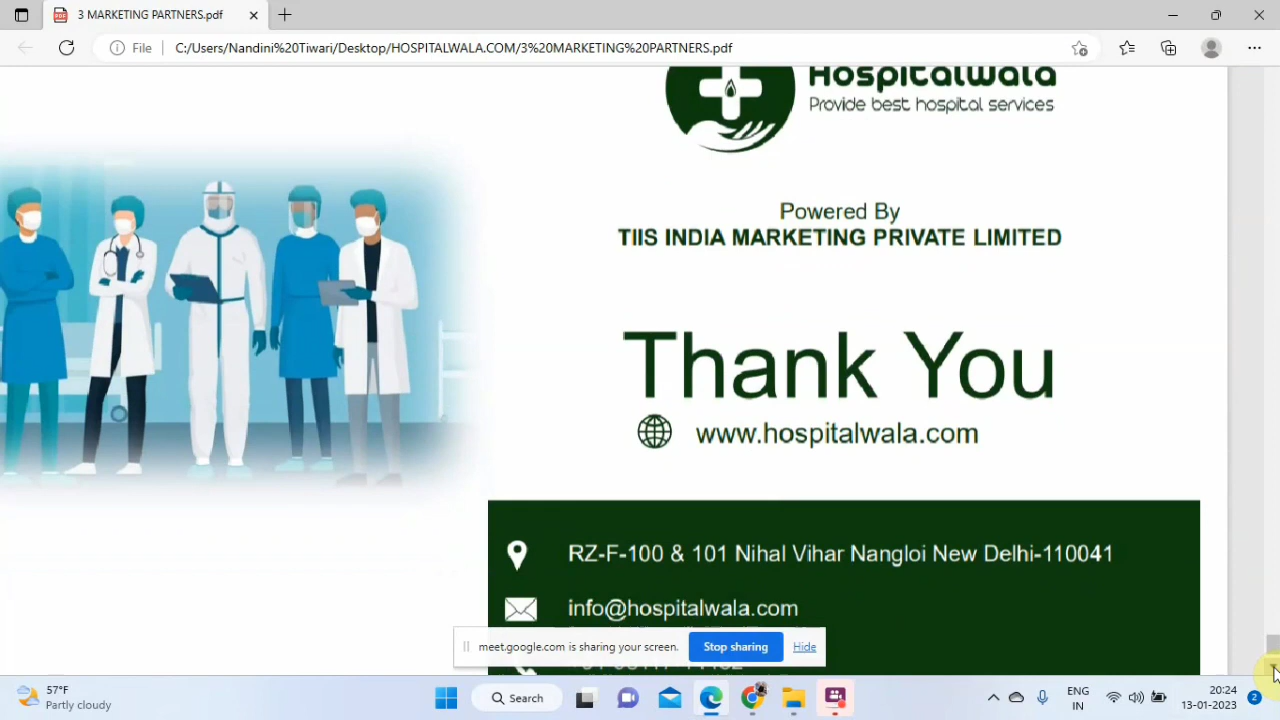 3 MARKETING PARTNERS.pdf
File
C:/Users/Nandini%20Tiwari/Desktop/HOSPITALWALA.COM/3%20MARKETING%20PARTNERS.pdf
Hospitalwala
Provide best hospital services
Powered By
TIIS INDIA MARKETING PRIVATE LIMITED
Thank You
www.hospitalwala.com
RZ-F-100 & 101 Nihal Vihar Nangloi New Delhi-110041
info@hospitalwala.com
meet.google.com is sharing your screen.
Stop sharing
Hide
57°F
Partly cloudy
Search
ENG
IN
20:24
13-01-2023
2